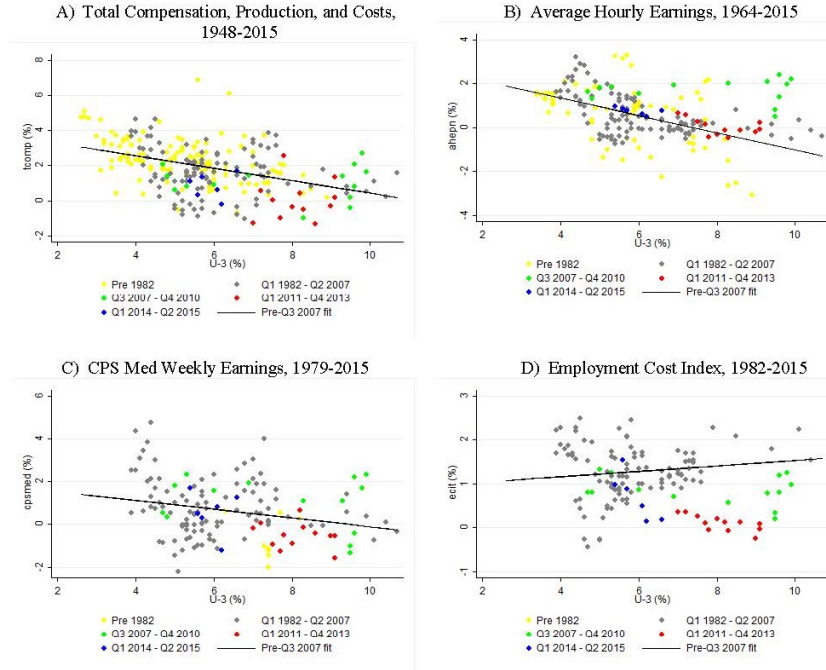 A) Total Compensation, Production, and Costs,
1948-2015
8
6
4
2
0
-2
tcomp (%)
2 4 6 8 10
U-3 (%)
Pre 1982 Q1 1982 - Q2 2007
Q3 2007 - Q4 2010 Q1 2011 - Q4 2013
Q1 2014 - Q2 2015 Pre-Q3 2007 fit
B) Average Hourly Earnings, 1964-2015
4
2
0
-2
-4
ahepn (%)
2 4 6 8 10
U-3 (%)
Pre 1982 Q1 1982 - Q2 2007
Q3 2007 - Q4 2010 Q1 2011 - Q4 2013
Q1 2014 - Q2 2015 Pre-Q3 2007 fit
C) CPS Med Weekly Earnings, 1979-2015
6
4
2
0
-2
cpsmed (%)
2 4 6 8 10
U-3 (%)
Pre 1982 Q1 1982 - Q2 2007
Q3 2007 - Q4 2010 Q1 2011 - Q4 2013
Q1 2014 - Q2 2015 Pre-Q3 2007 fit
D) Employment Cost Index, 1982-2015
3
2
1
0
-1
(%)
2 4 6 8 10
U-3 (%)
Pre 1982 Q1 1982 - Q2 2007
Q3 2007 - Q4 2010 Q1 2011 - Q4 2013
Q1 2014 - Q2 2015 Pre-Q3 2007 fit